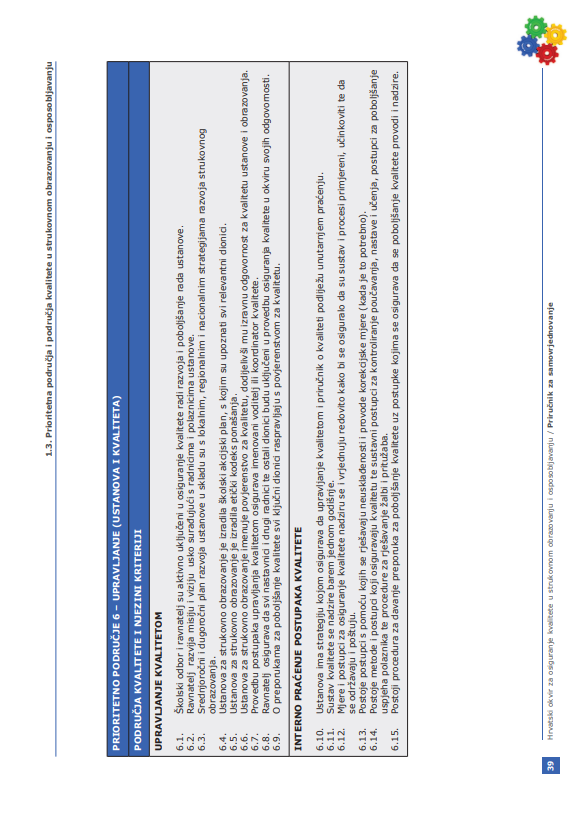 1.3. Prioritetna područja i područja kvalitete u strukovnom obrazovanju i osposobljavanju
PRIORITETNO PODRUČJE 6 – UPRAVLJANJE (USTANOVA I KVALITETA)
PODRUČJA KVALITETE I NJEZINI KRITERIJI
UPRAVLJANJE KVALITETOM
6.1. Školski odbor i ravnatelj su aktivno uključeni u osiguranje kvalitete radi razvoja i poboljšanje rada ustanove.
6.2. Ravnatelj razvija misiju i viziju usko surađujući s radnicima i polaznicima ustanove.
6.3. Srednjoročni i dugoročni plan razvoja ustanove u skladu su s lokalnim, regionalnim i nacionalnim strategijama razvoja strukovnog
obrazovanja.
6.4. Ustanova za strukovno obrazovanje je izradila školski akcijski plan, s kojim su upoznati svi relevantni dionici.
6.5. Ustanova za strukovno obrazovanje je izradila etički kodeks ponašanja.
6.6. Ustanova za strukovno obrazovanje imenuje povjerenstvo za kvalitetu, dodijelivši mu izravnu odgovornost za kvalitetu ustanove i obrazovanja.
6.7. Provedbu postupaka upravljanja kvalitetom osigurava imenovani voditelj ili koordinator kvalitete.
6.8. Ravnatelj osigurava da svi nastavnici i drugi radnici te ostali dionici budu uključeni u provedbu osiguranja kvalitete u okviru svojih odgovornosti.
6.9. O preporukama za poboljšanje kvalitete svi ključni dionici raspravljaju s povjerenstvom za kvalitetu.
INTERNO PRAĆENJE POSTUPAKA KVALITETE
6.10. Ustanova ima strategiju kojom osigurava da upravljanje kvalitetom i priručnik o kvaliteti podliježu unutarnjem praćenju.
6.11. Sustav kvalitete se nadzire barem jednom godišnje.
6.12. Mjere i postupci za osiguranje kvalitete nadziru se i vrjednuju redovito kako bi se osiguralo da su sustav i procesi primjereni, učinkoviti te da
se održavaju i poštuju.
6.13. Postoje postupci s pomoću kojih se rješavaju neusklađenosti i provode korekcijske mjere (kada je to potrebno).
6.14. Postoje metode i postupci koji osiguravaju kvalitetu te sustavni postupci za kontroliranje poučavanja, nastave i učenja, postupci za poboljšanje
uspjeha polaznika te procedure za rješavanje žalbi i pritužaba.
6.15. Postoji procedura za davanje preporuka za poboljšanje kvalitete uz postupke kojima se osigurava da se poboljšanje kvalitete provodi i nadzire.
39 Hrvatski okvir za osiguranje kvalitete u strukovnom obrazovanju i osposobljavanju / Priručnik za samovrjednovanje